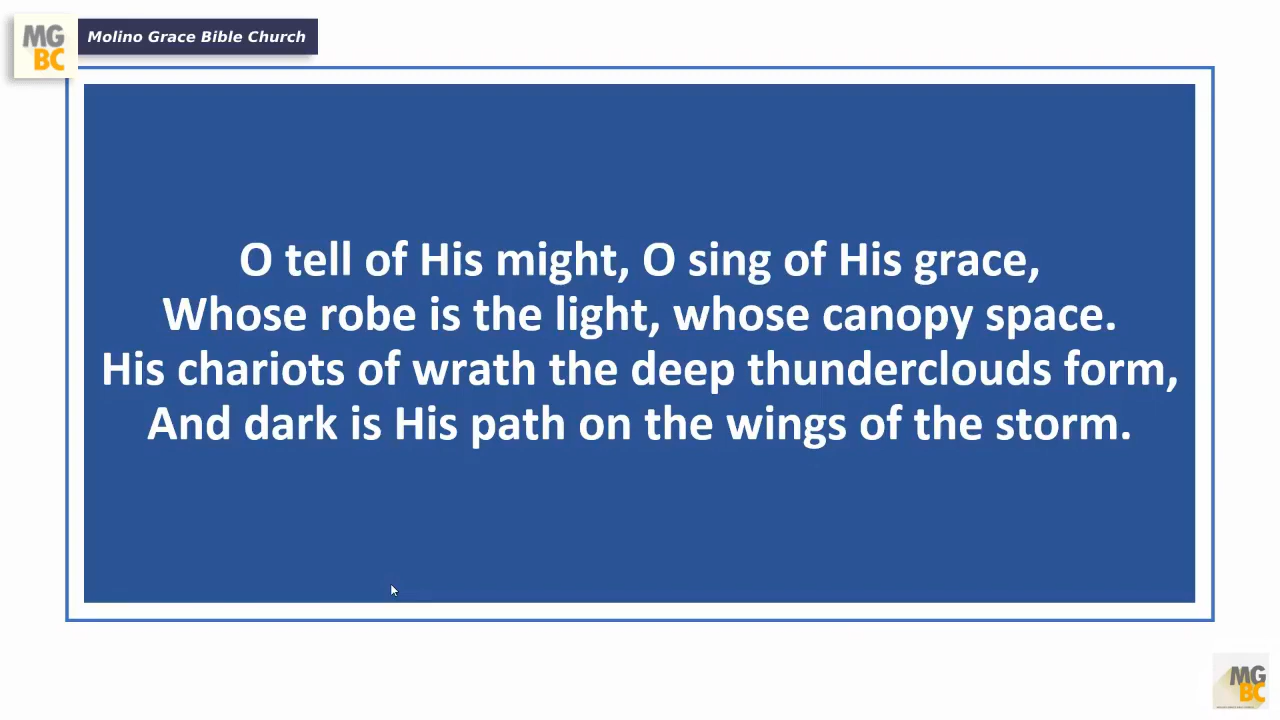 MG
BC
Molino Grace Bible Church
O tell of His might, O sing of His grace,
Whose robe is the light, whose canopy space.
His chariots of wrath the deep thunderclouds form,
And dark is His path on the wings of the storm.
MG
BC